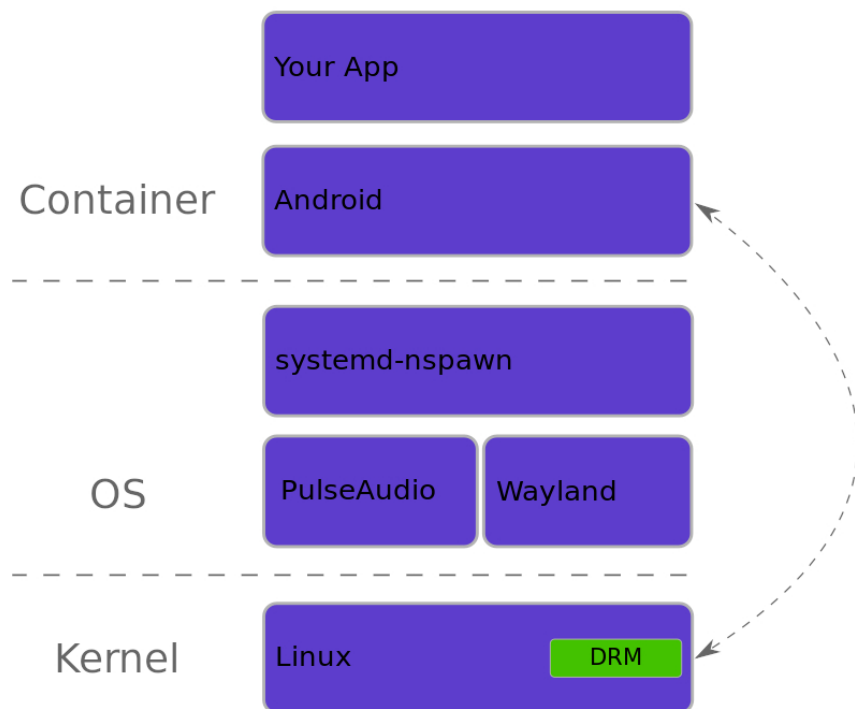 Your App
Container
Android
systemd-nspawn
OS
PulseAudio
Wayland
Kernel
Linux
DRM